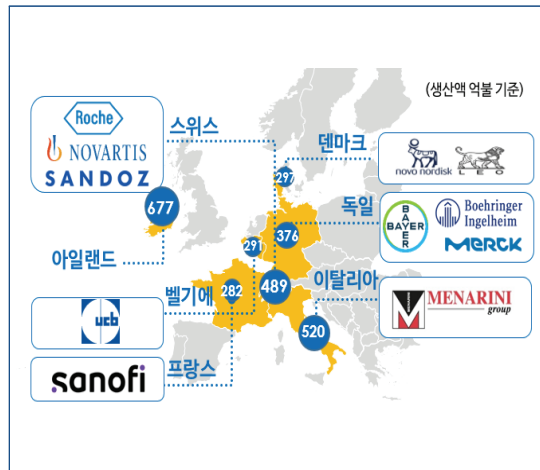 (생산액 억불 기준)
Roche
NOVARTIS
SANDOZ
스위스
덴마크
297
novo nordisk
LEO
677
아일랜드
독일
376
BAYER
BAYER
Boehringer
Ingelheim
MERCK
291
벨기에
282
489
이탈리아
520
MENARINI
group
ucb
sanofi
프랑스